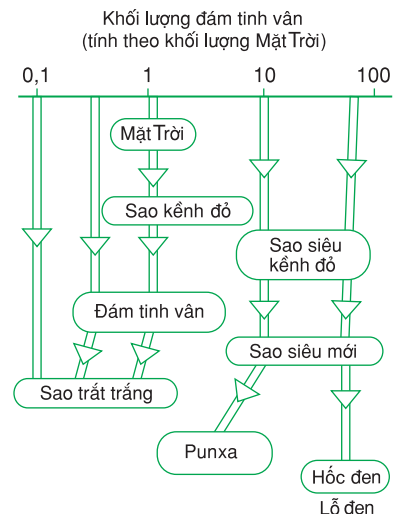 Khối lượng đám tinh vân
(tính theo khối lượng Mặt Trời)
0,1 1 10 100
Mặt Trời
Sao kềnh đỏ
Sao siêu
kềnh đỏ
Đám tinh vân
Sao siêu mới
Sao trắt trắng
Punxa
Hốc đen
Lỗ đen